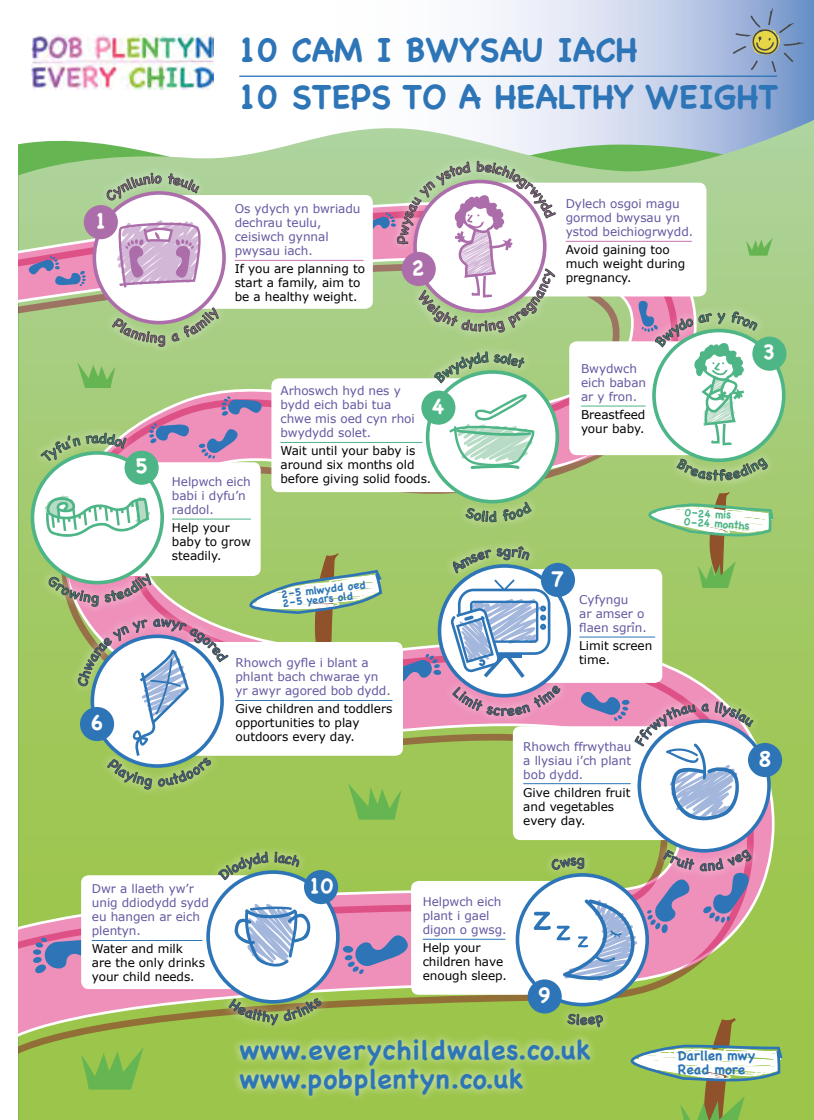 POB PLENTYN
EVERY CHILD
10 CAM I BWYSAU IACH
10 STEPS TO A HEALTHY WEIGHT
Cynllunio teulu
1
Os ydych yn bwriadu
dechrau teulu,
ceisiwch gynnal
pwysau iach.
If you are planning to
start a family, aim to
be a healthy weight.
Planning a family
Pwysau yn ystod beichiogrwydd
2
Dylech osgoi magu
gormod bwysau yn
ystod beichiogrwydd.
Avoid gaining too
much weight during
pregnancy.
Weight during pregnancy
Bwydo ar y fron
3
Bwydwch
eich baban
ar y fron.
Breastfeed
your baby.
Breastfeeding
Bwydydd solet
4
Arhoswch hyd nes y
bydd eich babi tua
chwe mis oed cyn rhoi
bwydydd solet.
Wait until your baby is
around six months old
before giving solid foods.
Solid food
Tyfu'n raddol
5
Helpwch eich
babi i dyfu'n
raddol.
Help your
baby to grow
steadily.
Growing steadily
0-24 mis
0-24 months
2-5 mlwydd oed
2-5 years old
Chwarae yn yr awyr agored
6
Rhowch gyfle i blant a
phlant bach chwarae yn
yr awyr agored bob dydd.
Give children and toddlers
opportunities to play
outdoors every day.
Playing outdoors
Amser sgrîn
7
Cyfyngu
ar amser o
flaen sgrîn.
Limit screen
time.
Limit screen time
Ffrwythau a llysiau
8
Rhowch ffrwythau
a llysiau i'ch plant
bob dydd.
Give children fruit
and vegetables
every day.
Fruit and veg
Cwsg
9
Helpwch eich
plant i gael
digon o gwsg.
Help your
children have
enough sleep.
Z z z
Sleep
Diodydd iach
10
Dwr a llaeth yw'r
unig ddiodydd sydd
eu hangen ar eich
plentyn.
Water and milk
are the only drinks
your child needs.
Healthy drinks
www.everychildwales.co.uk
www.pobplentyn.co.uk
Darllen mwy
Read more